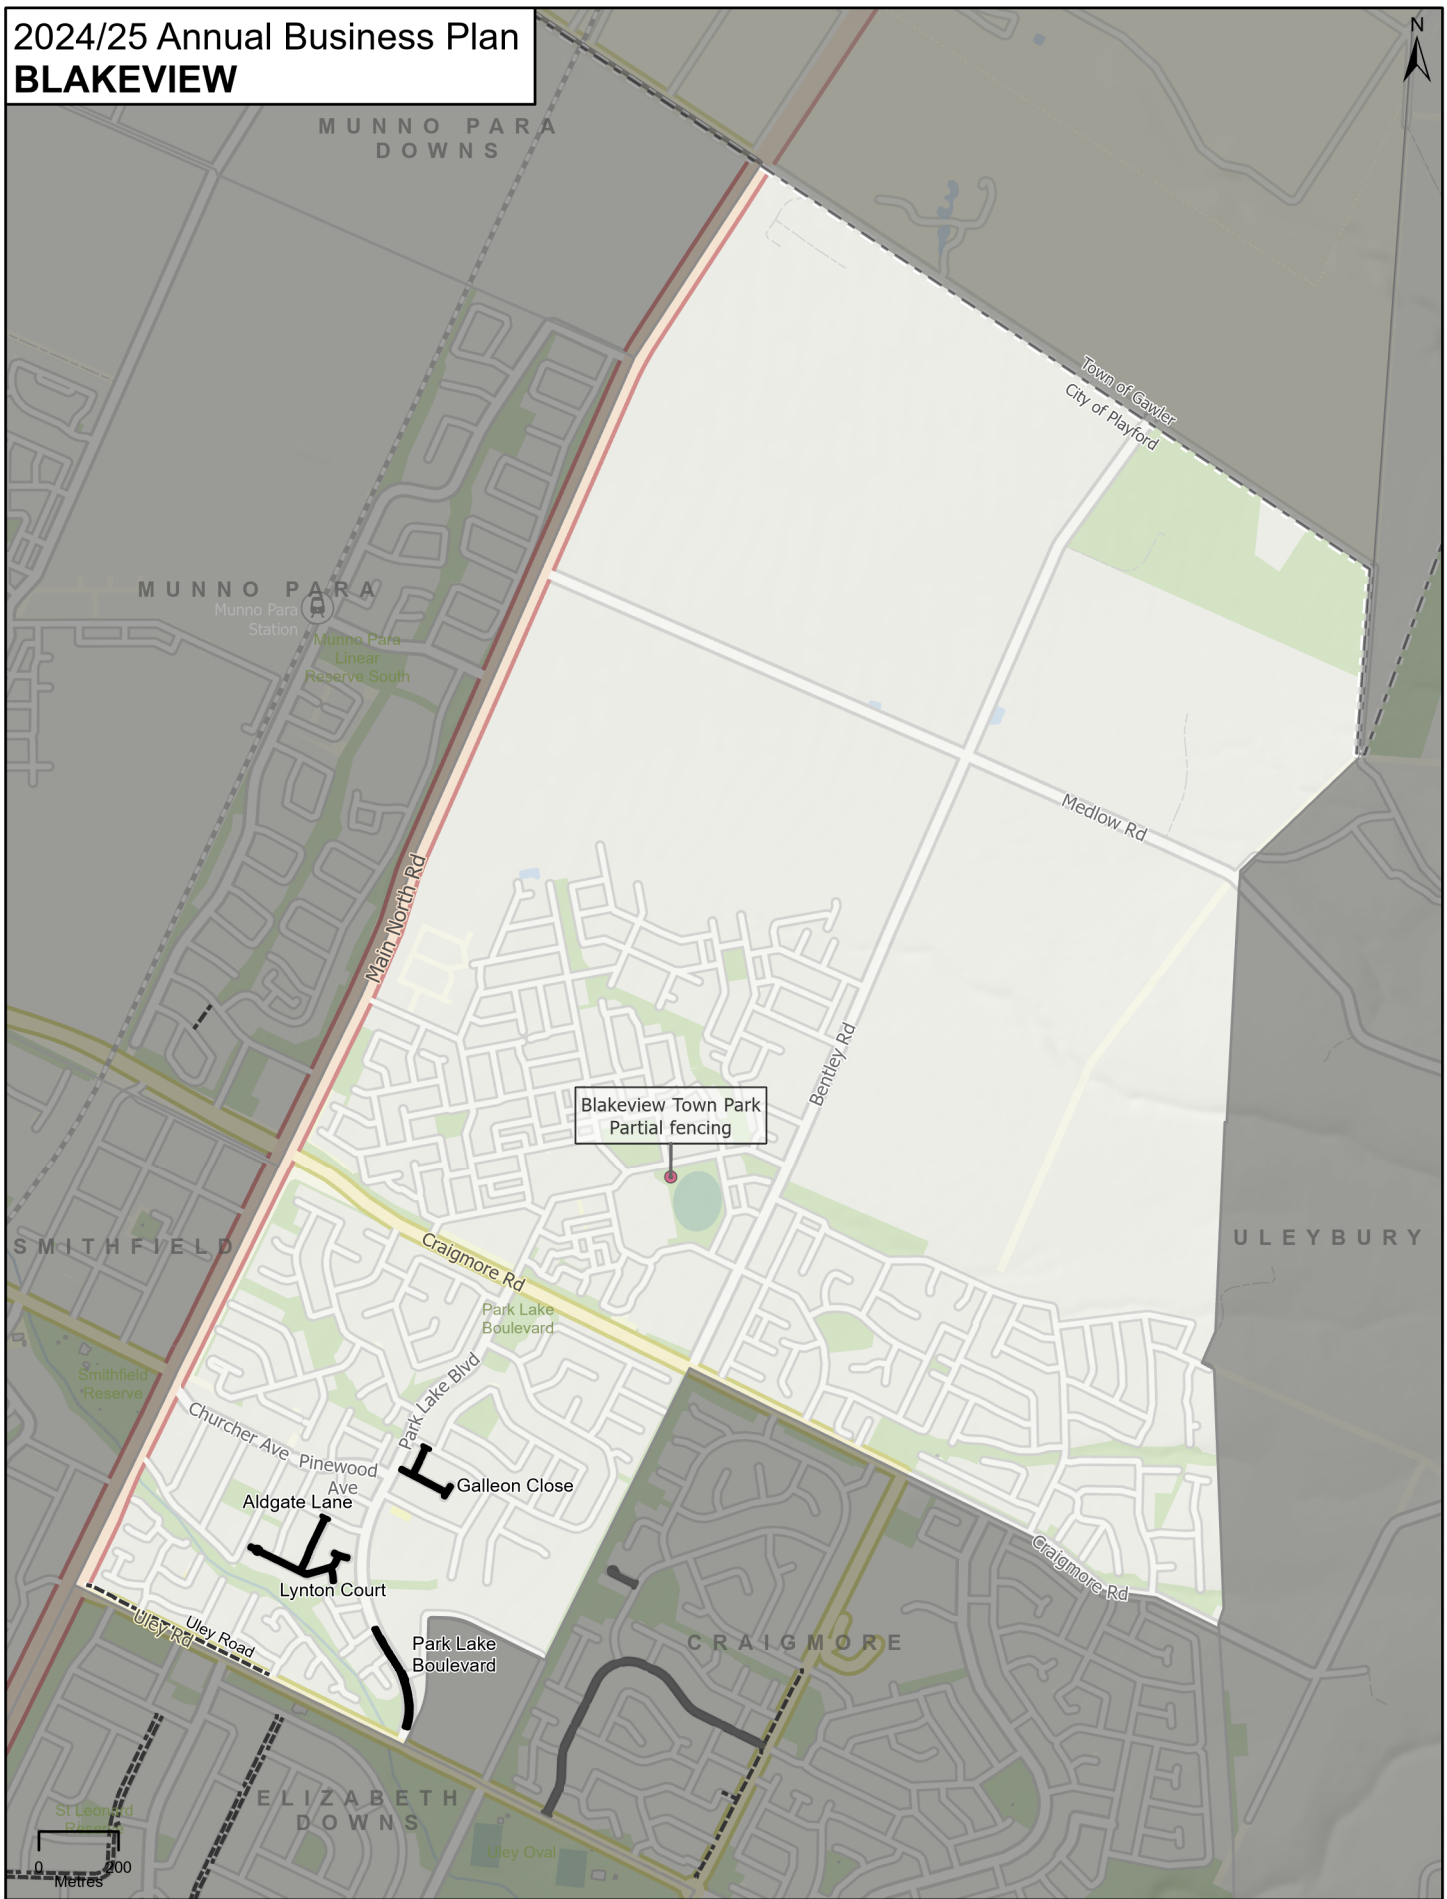 2024/25 Annual Business Plan
BLAKEVIEW
N
MUNNO PARA
DOWNS
Town of Gawler
City of Playford
MUNNO PARA
Munno Para
Station
Munno Para
Linear
Reserve South
Medlow Rd
Main North Rd
Bentley Rd
Blakeview Town Park
Partial fencing
SMITHFIELD
ULEYBURY
Craigmore Rd
Park Lake
Boulevard
Smithfield
Reserve
Park Lake Blvd
Churcher Ave
Pinewood
Ave
Galleon Close
Aldgate Lane
Lynton Court
Craigmore Rd
Uley Rd
Uley Road
Park Lake
Boulevard
CRAIGMORE
ELIZABETH
DOWNS
St Leonard
Reserve
Uley Oval
0 200
Metres